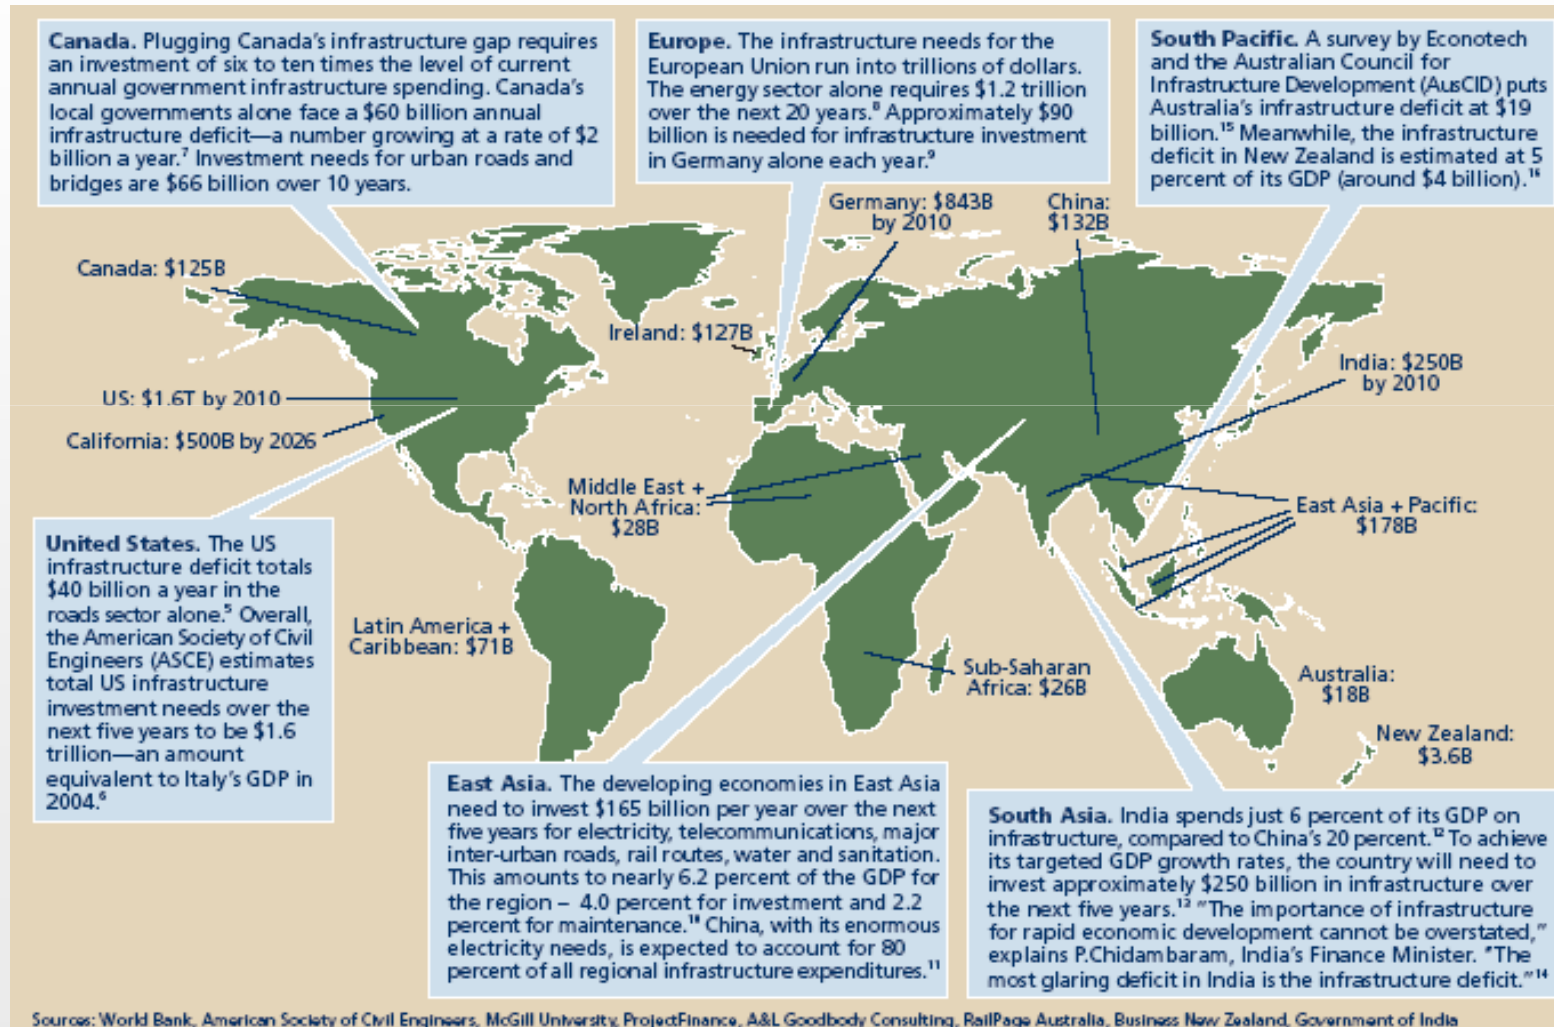 Canada. Plugging Canada's infrastructure gap requires
an investment of six to ten times the level of current
annual government infrastructure spending. Canada's
local governments alone face a $60 billion annual
infrastructure deficit—a number growing at a rate of $2
billion a year.⁷ Investment needs for urban roads and
bridges are $66 billion over 10 years.
Europe. The infrastructure needs for the
European Union run into trillions of dollars.
The energy sector alone requires $1.2 trillion
over the next 20 years.⁸ Approximately $90
billion is needed for infrastructure investment
in Germany alone each year.⁹
South Pacific. A survey by Econotech
and the Australian Council for
Infrastructure Development (AusCID) puts
Australia's infrastructure deficit at $19
billion.¹⁵ Meanwhile, the infrastructure
deficit in New Zealand is estimated at 5
percent of its GDP (around $4 billion).¹⁶
Germany: $843B
by 2010
China:
$132B
Canada: $125B
Ireland: $127B
India: $250B
by 2010
US: $1.6T by 2010
California: $500B by 2026
Middle East +
North Africa:
$28B
East Asia + Pacific:
$178B
United States. The US
infrastructure deficit totals
$40 billion a year in the
roads sector alone.⁵ Overall,
the American Society of Civil
Engineers (ASCE) estimates
total US infrastructure
investment needs over the
next five years to be $1.6
trillion—an amount
equivalent to Italy's GDP in
2004.⁶
Latin America +
Caribbean: $71B
Sub-Saharan
Africa: $26B
Australia:
$18B
New Zealand:
$3.6B
East Asia. The developing economies in East Asia
need to invest $165 billion per year over the next
five years for electricity, telecommunications, major
inter-urban roads, rail routes, water and sanitation.
This amounts to nearly 6.2 percent of the GDP for
the region – 4.0 percent for investment and 2.2
percent for maintenance.¹⁰ China, with its enormous
electricity needs, is expected to account for 80
percent of all regional infrastructure expenditures.¹¹
South Asia. India spends just 6 percent of its GDP on
infrastructure, compared to China's 20 percent.¹² To achieve
its targeted GDP growth rates, the country will need to
invest approximately $250 billion in infrastructure over
the next five years.¹³ "The importance of infrastructure
for rapid economic development cannot be overstated,"
explains P.Chidambaram, India's Finance Minister. "The
most glaring deficit in India is the infrastructure deficit."¹⁴
Sources: World Bank, American Society of Civil Engineers, McGill University, ProjectFinance, A&L Goodbody Consulting, RailPage Australia, Business New Zealand, Government of India